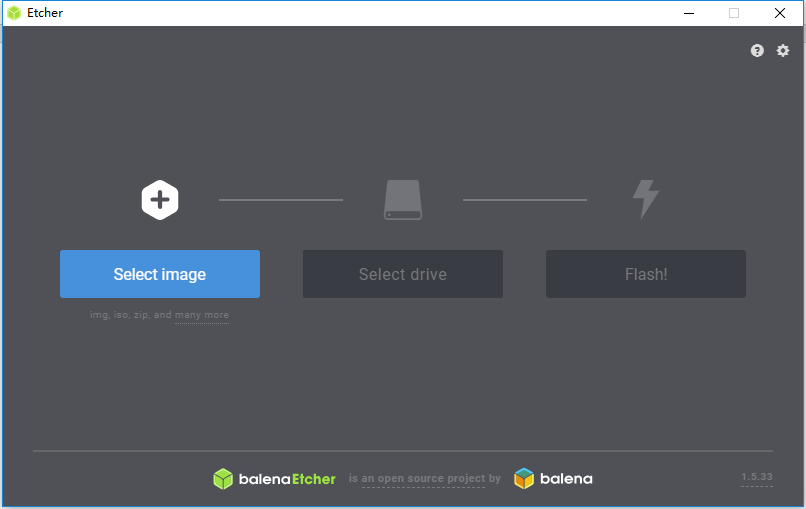 Etcher
Select image
Select drive
Flash!
img, iso, zip, and many more
balenaEtcher is an open source project by balena
1.5.33